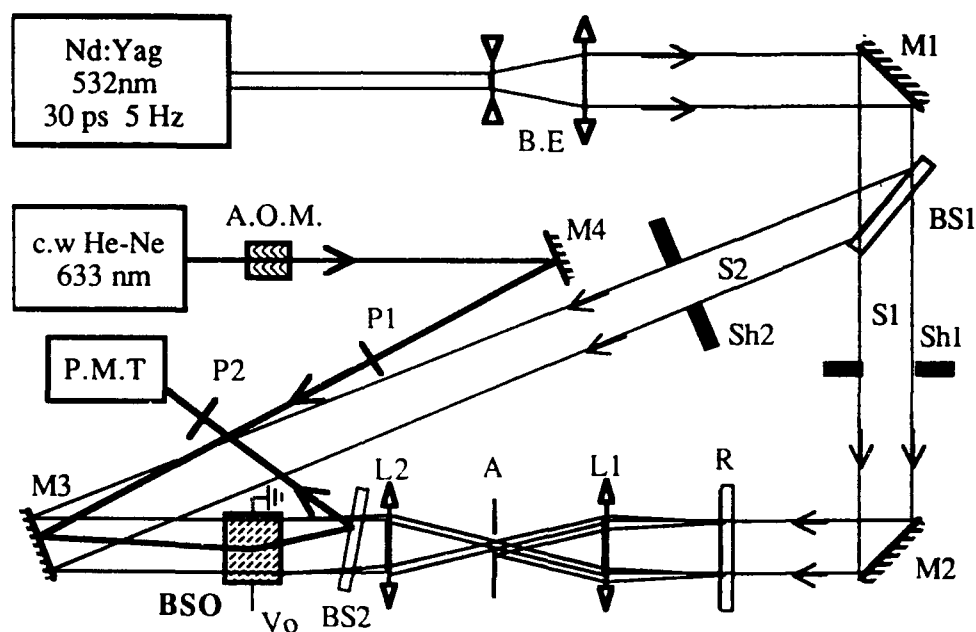 Nd:Yag
532nm
30 ps 5 Hz
M1
B.E
BS1
A.O.M.
c.w He-Ne
633 nm
M4
S2
S1
P1
Sh2
Sh1
P.M.T
P2
M3
L2
A
L1
R
M2
BSO
Vo
BS2